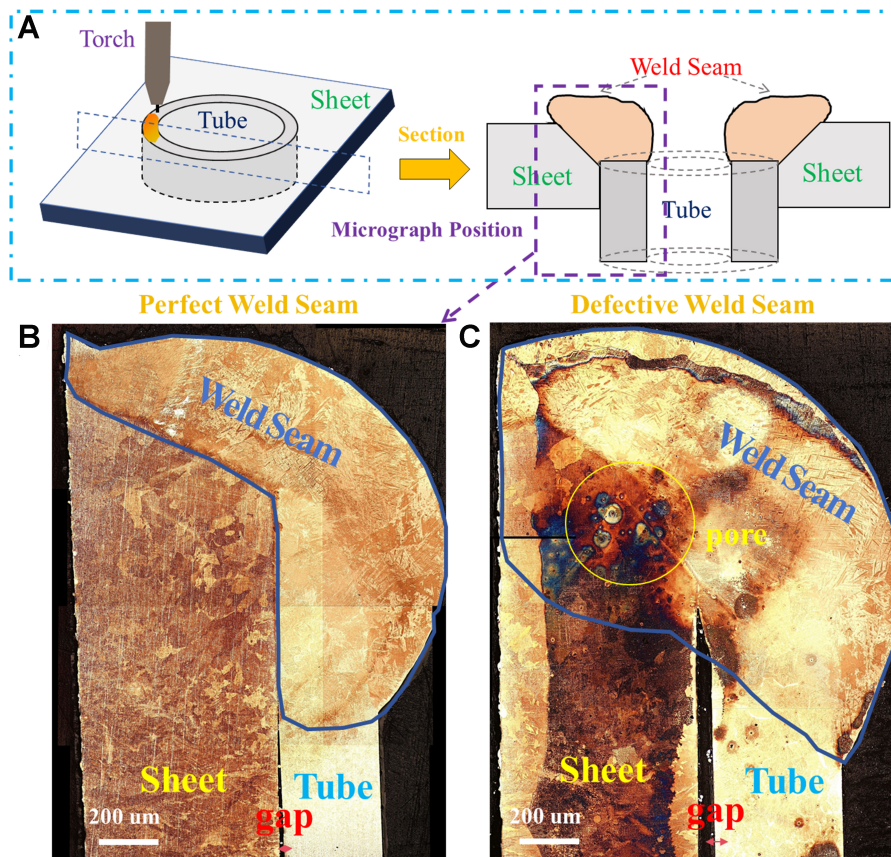 A
Torch
Sheet
Tube
Section
Micrograph Position
Weld Seam
Sheet
Tube
Sheet
Perfect Weld Seam
Defective Weld Seam
B
Weld Seam
Sheet
Tube
gap
200 um
C
Weld Seam
pore
Sheet
Tube
gap
200 um